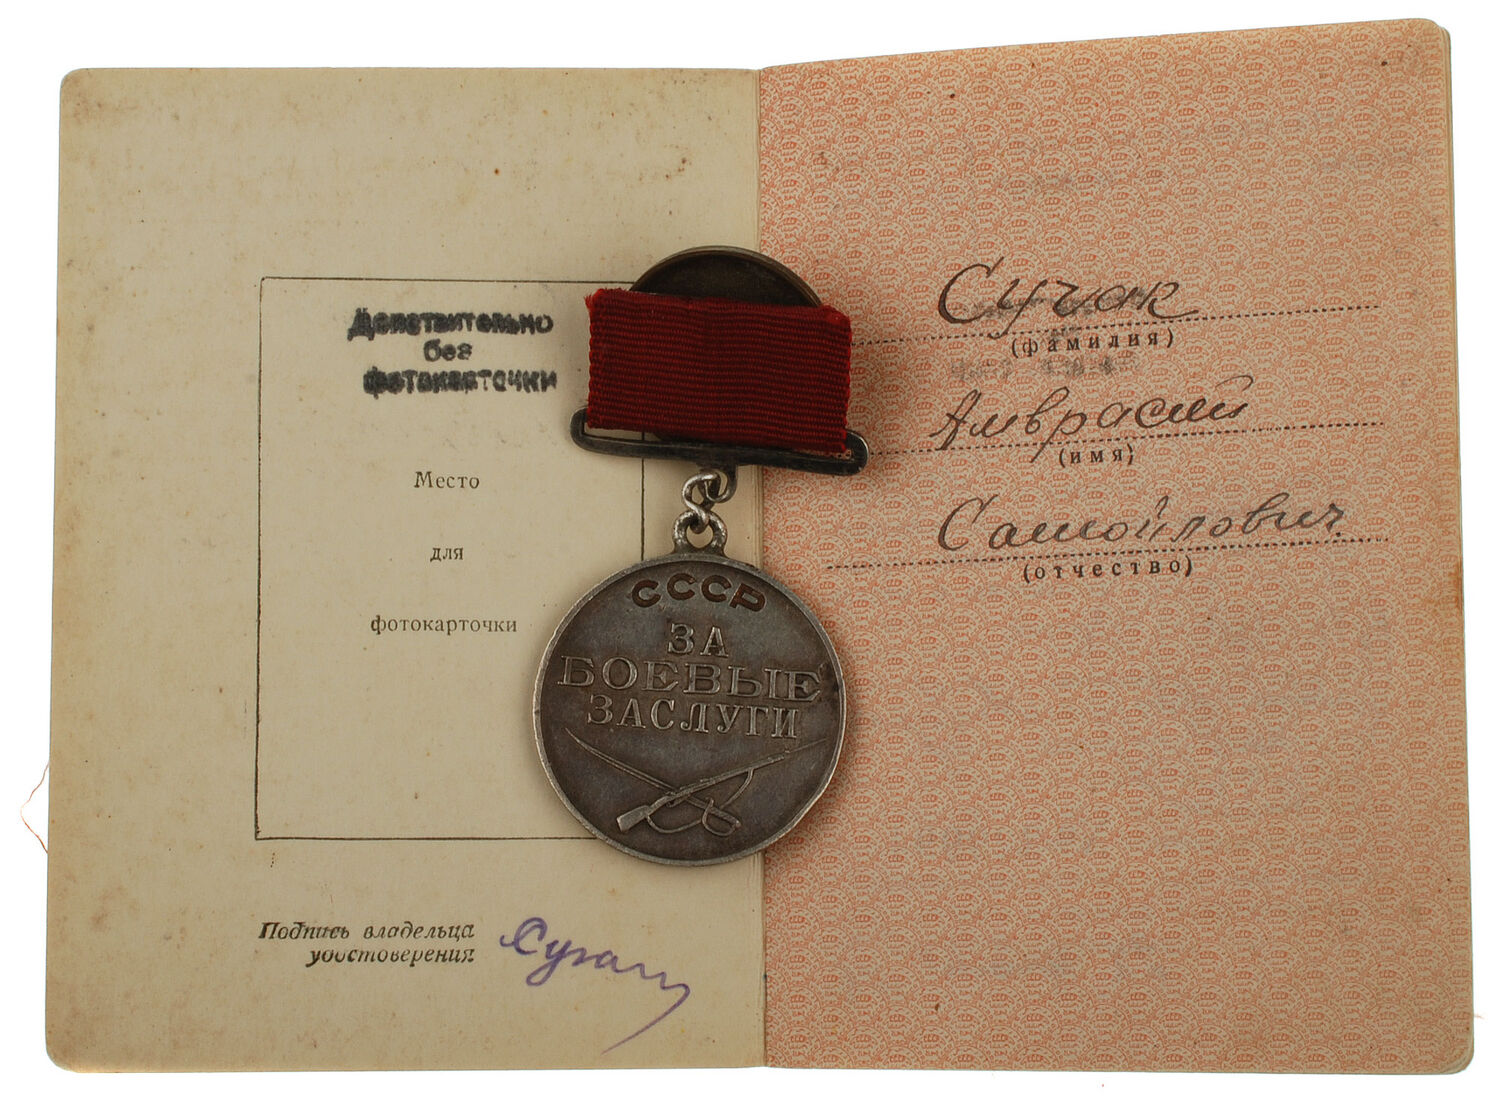 Действительно
без
фотокарточки
Место
для
фотокарточки
Подпись владельца
удостоверения
СССР
ЗА
БОЕВЫЕ
ЗАСЛУГИ
Сучак
(фамилия)
Амвросий
(имя)
Самойлович
(отчество)